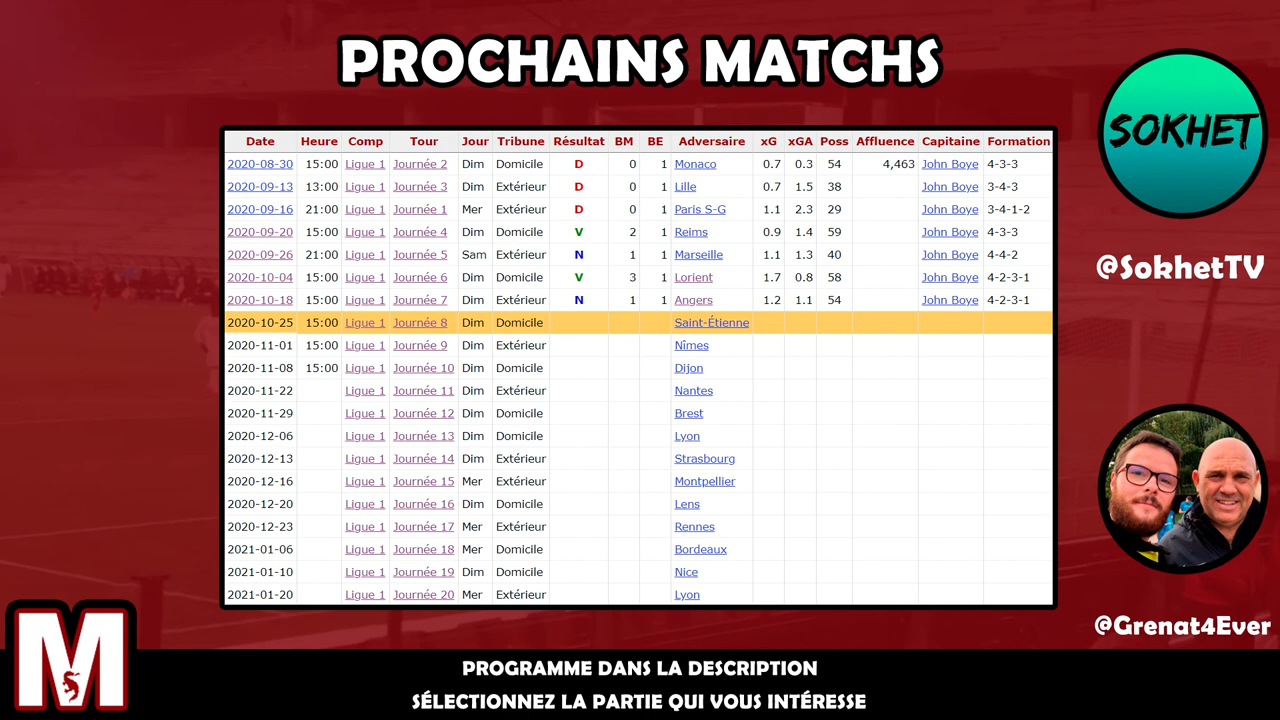 PROCHAINS MATCHS
Date Heure Comp Tour Jour Tribune Résultat BM BE Adversaire xG xGA Poss Affluence Capitaine Formation
2020-08-30 15:00 Ligue 1 Journée 2 Dim Domicile D 0 1 Monaco 0.7 0.3 54 4,463 John Boye 4-3-3
2020-09-13 13:00 Ligue 1 Journée 3 Dim Extérieur D 0 1 Lille 0.7 1.5 38 John Boye 3-4-3
2020-09-16 21:00 Ligue 1 Journée 1 Mer Extérieur D 0 1 Paris S-G 1.1 2.3 29 John Boye 3-4-1-2
2020-09-20 15:00 Ligue 1 Journée 4 Dim Domicile V 2 1 Reims 0.9 1.4 59 John Boye 4-3-3
2020-09-26 21:00 Ligue 1 Journée 5 Sam Extérieur N 1 1 Marseille 1.1 1.3 40 John Boye 4-4-2
2020-10-04 15:00 Ligue 1 Journée 6 Dim Domicile V 3 1 Lorient 1.7 0.8 58 John Boye 4-2-3-1
2020-10-18 15:00 Ligue 1 Journée 7 Dim Extérieur N 1 1 Angers 1.2 1.1 54 John Boye 4-2-3-1
2020-10-25 15:00 Ligue 1 Journée 8 Dim Domicile Saint-Étienne
2020-11-01 15:00 Ligue 1 Journée 9 Dim Extérieur Nîmes
2020-11-08 15:00 Ligue 1 Journée 10 Dim Domicile Dijon
2020-11-22 Ligue 1 Journée 11 Dim Extérieur Nantes
2020-11-29 Ligue 1 Journée 12 Dim Domicile Brest
2020-12-06 Ligue 1 Journée 13 Dim Domicile Lyon
2020-12-13 Ligue 1 Journée 14 Dim Extérieur Strasbourg
2020-12-16 Ligue 1 Journée 15 Mer Extérieur Montpellier
2020-12-20 Ligue 1 Journée 16 Dim Domicile Lens
2020-12-23 Ligue 1 Journée 17 Mer Extérieur Rennes
2021-01-06 Ligue 1 Journée 18 Mer Domicile Bordeaux
2021-01-10 Ligue 1 Journée 19 Dim Domicile Nice
2021-01-20 Ligue 1 Journée 20 Mer Extérieur Lyon
SOKHET
@SokhetTV
@Grenat4Ever
M
PROGRAMME DANS LA DESCRIPTION
SÉLECTIONNEZ LA PARTIE QUI VOUS INTÉRESSE